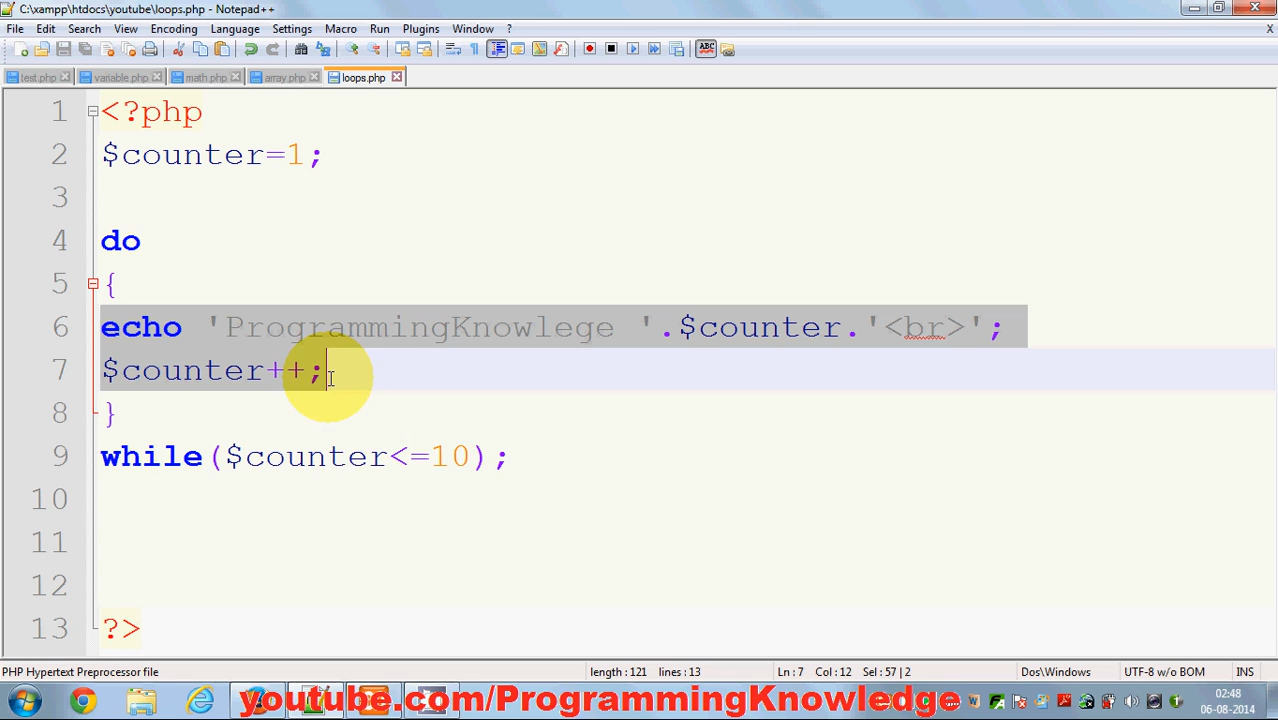 C:\xampp\htdocs\youtube\loops.php - Notepad++
File Edit Search View Encoding Language Settings Macro Run Plugins Window ? X
test.php variable.php math.php array.php loops.php
1 <?php
2 $counter=1;
3
4 do
5 {
6 echo 'ProgrammingKnowlege '.$counter.'<br>';
7 $counter++;
8 }
9 while($counter<=10);
10
11
12
13 ?>
PHP Hypertext Preprocessor file length : 121 lines : 13 Ln : 7 Col : 12 Sel : 57 | 2 Dos\Windows UTF-8 w/o BOM INS
youtube.com/ProgrammingKnowledge
02:48
06-08-2014